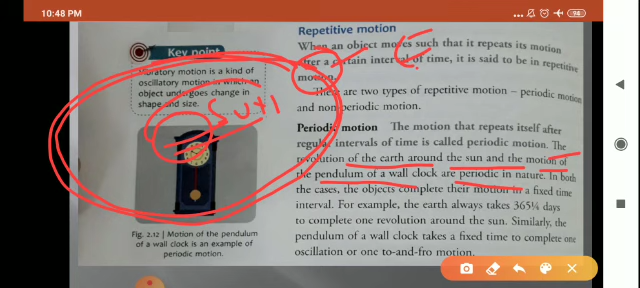 10:48 PM
94
Key point
Vibratory motion is a kind of
oscillatory motion in which an
object undergoes change in
shape and size.
Fig. 2.12 | Motion of the pendulum
of a wall clock is an example of
periodic motion.
Repetitive motion
When an object moves such that it repeats its motion
after a certain interval of time, it is said to be in repetitive
motion.
There are two types of repetitive motion – periodic motion
and non-periodic motion.
Periodic motion The motion that repeats itself after
regular intervals of time is called periodic motion. The
revolution of the earth around the sun and the motion of
the pendulum of a wall clock are periodic in nature. In both
the cases, the objects complete their motion in a fixed time
interval. For example, the earth always takes 365¼ days
to complete one revolution around the sun. Similarly, the
pendulum of a wall clock takes a fixed time to complete one
oscillation or one to-and-fro motion.